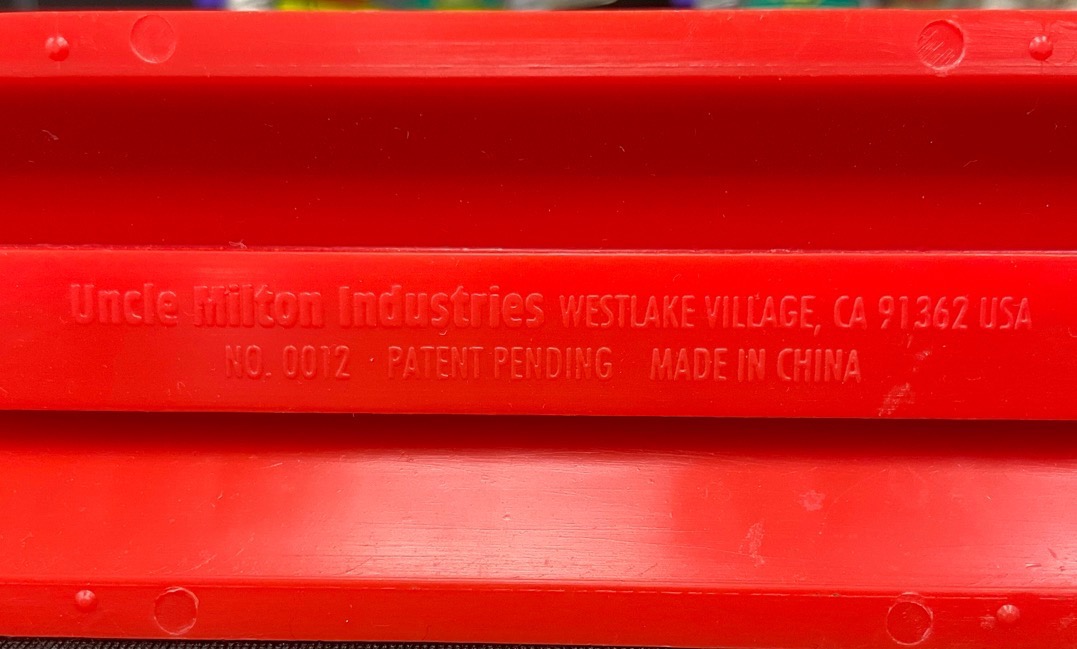 Uncle Milton Industries WESTLAKE VILLAGE, CA 91362 USA
NO. 0012 PATENT PENDING MADE IN CHINA